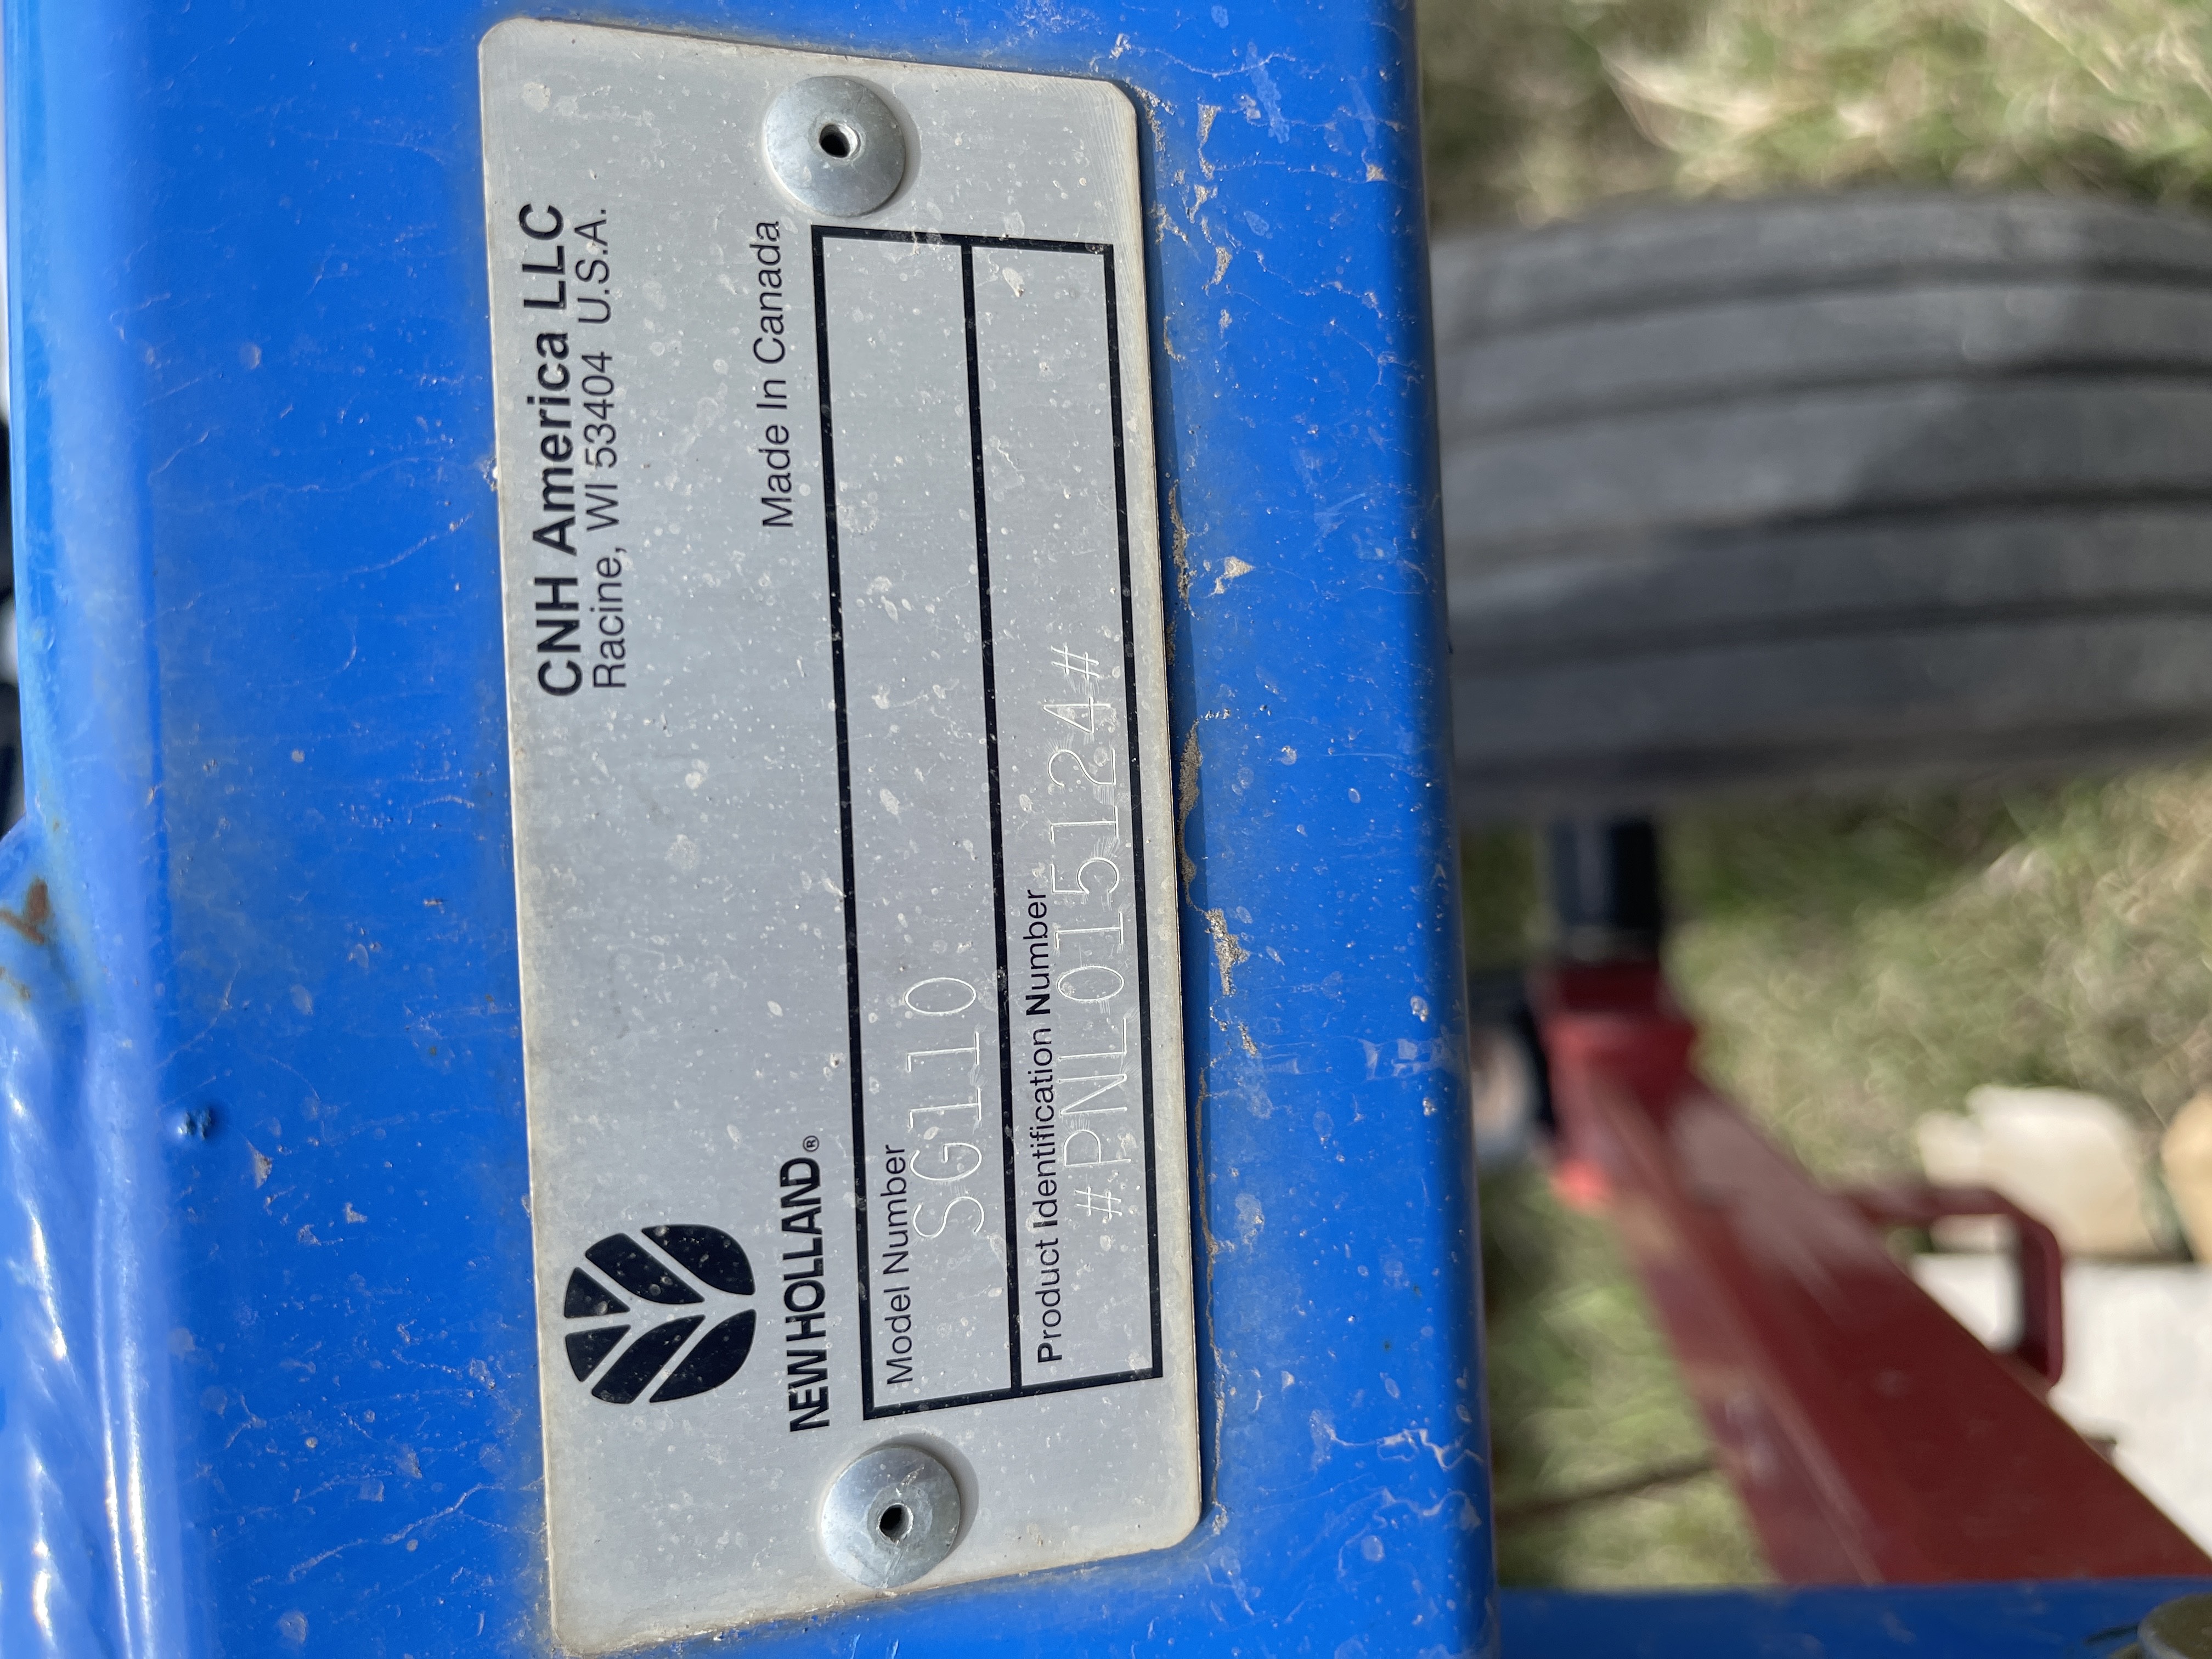 CNH America LLC
Racine, WI 53404 U.S.A.
NEW HOLLAND®
Made In Canada
Model Number
SG110
Product Identification Number
#PNL015124#